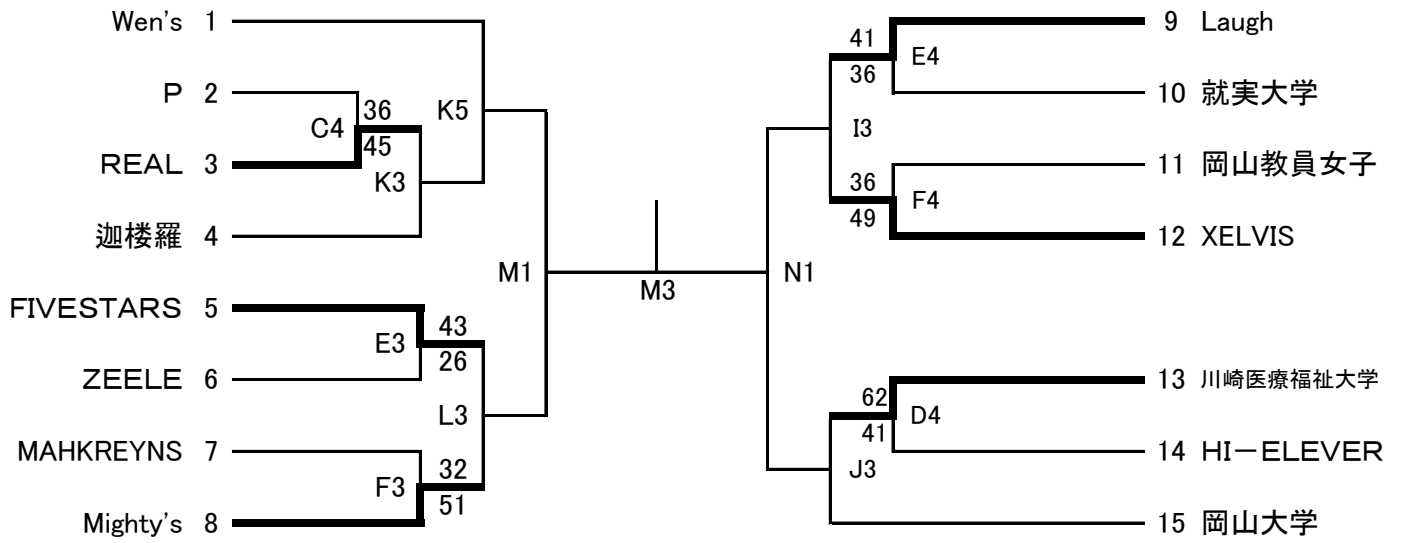 Wen's 1
P 2
C4
36
45
K5
REAL 3
K3
迦楼羅 4
M1
FIVESTARS 5
E3
43
26
ZEELE 6
L3
MAHKREYNS 7
F3
32
51
Mighty's 8
M3
N1
9 Laugh
41
36
E4
10 就実大学
I3
11 岡山教員女子
36
49
F4
12 XELVIS
13 川崎医療福祉大学
62
41
D4
14 HI－ELEVER
J3
15 岡山大学